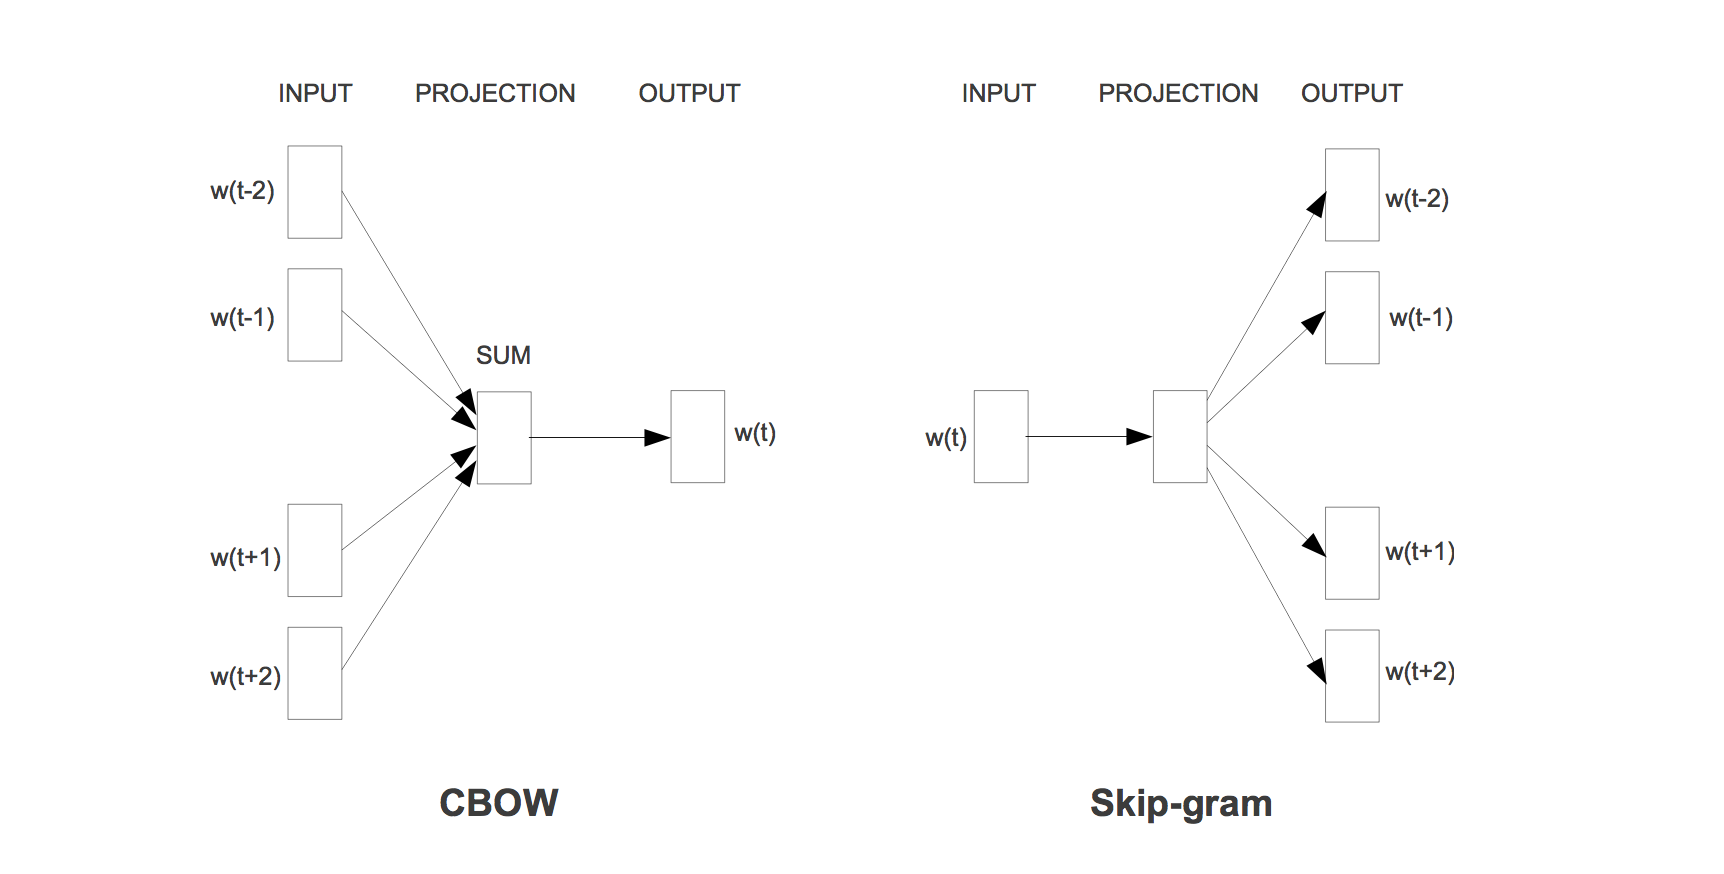 INPUT PROJECTION OUTPUT
w(t-2)
w(t-1)
SUM
w(t)
w(t+1)
w(t+2)
CBOW
INPUT PROJECTION OUTPUT
w(t-2)
w(t-1)
w(t)
w(t+1)
w(t+2)
Skip-gram